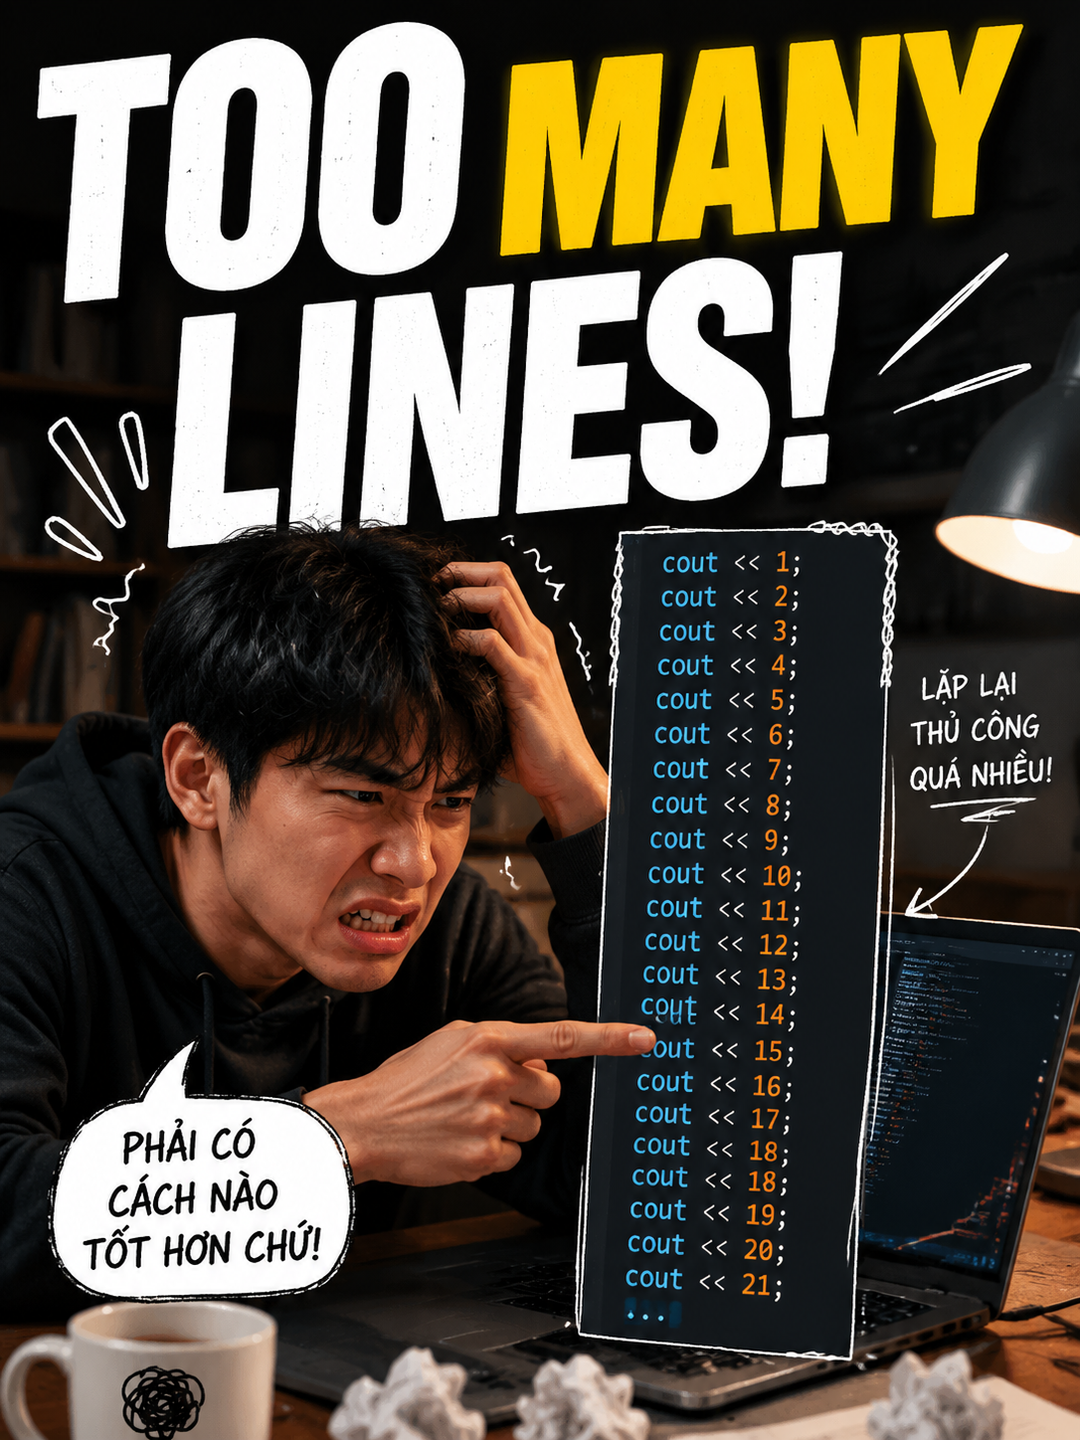 TOO MANY
LINES!
cout << 1;
cout << 2;
cout << 3;
cout << 4;
cout << 5;
cout << 6;
cout << 7;
cout << 8;
cout << 9;
cout << 10;
cout << 11;
cout << 12;
cout << 13;
cout << 14;
cout << 15;
cout << 16;
cout << 17;
cout << 18;
cout << 18;
cout << 19;
cout << 20;
cout << 21;
...
LẶP LẠI
THỦ CÔNG
QUÁ NHIỀU!
PHẢI CÓ
CÁCH NÀO
TỐT HƠN CHỨ!